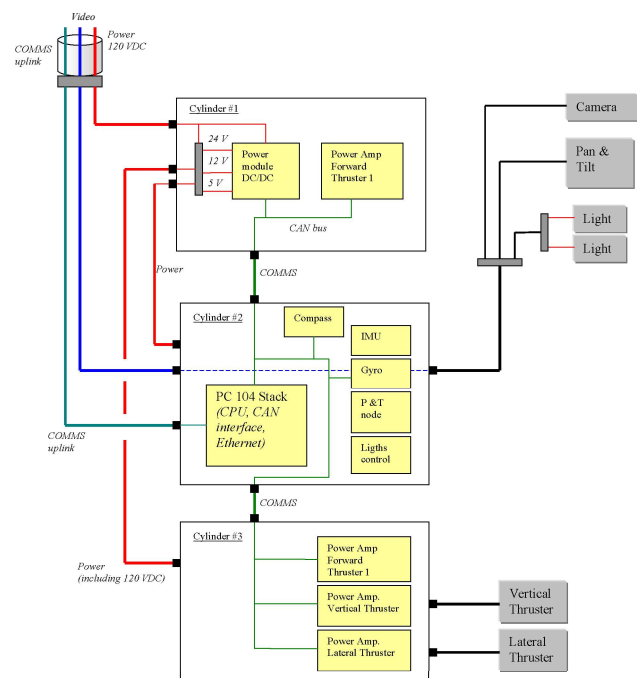 Video
COMMS
uplink
Power
120 VDC
Cylinder #1
24 V
12 V
5 V
Power
module
DC/DC
Power Amp
Forward
Thruster 1
CAN bus
Camera
Pan &
Tilt
Light
Light
Power
COMMS
Cylinder #2
Compass
IMU
Gyro
P &T
node
Ligths
control
PC 104 Stack
(CPU, CAN
interface,
Ethernet)
COMMS
uplink
COMMS
Cylinder #3
Power
(including 120 VDC)
Power Amp
Forward
Thruster 1
Power Amp.
Vertical Thruster
Power Amp.
Lateral Thruster
Vertical
Thruster
Lateral
Thruster